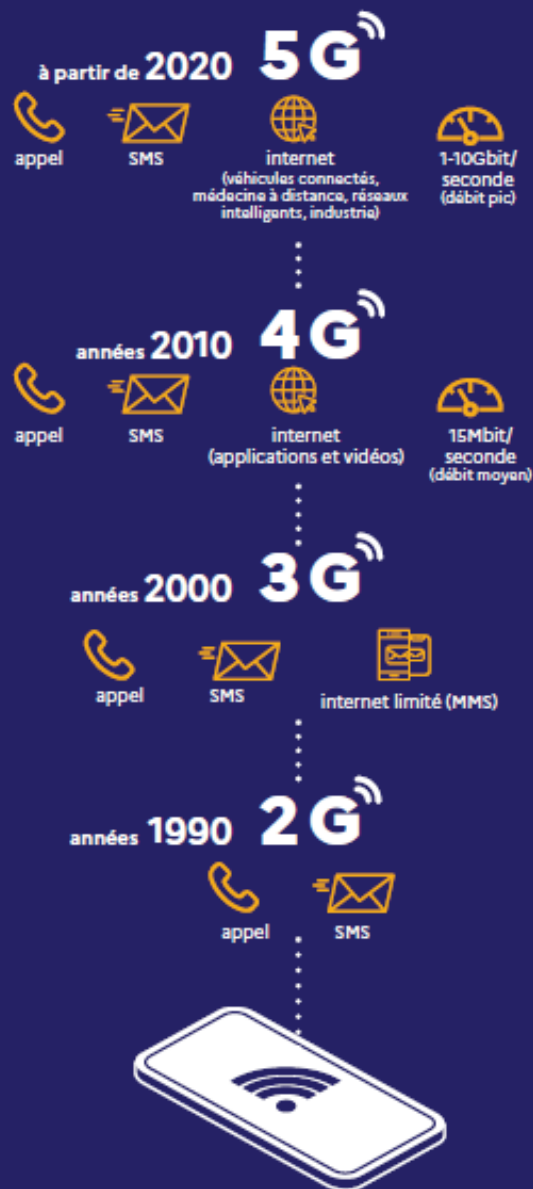 à partir de 2020 5G
appel SMS internet 1-10Gbit/
(véhicules connectés, seconde
médecine à distance, réseaux (débit pic)
intelligents, industrie)
années 2010 4G
appel SMS internet 15Mbit/
(applications et vidéos) seconde
(débit moyen)
années 2000 3G
appel SMS internet limité (MMS)
années 1990 2G
appel SMS